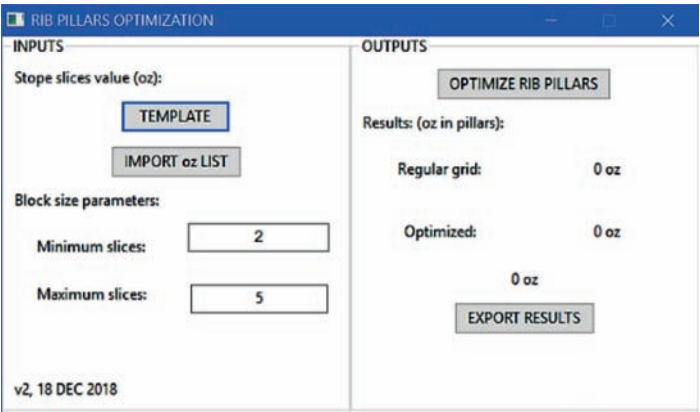 RIB PILLARS OPTIMIZATION
INPUTS
Stope slices value (oz):
TEMPLATE
IMPORT oz LIST
Block size parameters:
Minimum slices: 2
Maximum slices: 5
v2, 18 DEC 2018
OUTPUTS
OPTIMIZE RIB PILLARS
Results: (oz in pillars):
Regular grid: 0 oz
Optimized: 0 oz
0 oz
EXPORT RESULTS